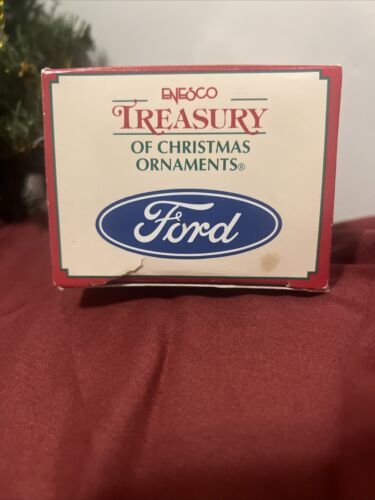 ENESCO
TREASURY
OF CHRISTMAS
ORNAMENTS®
Ford